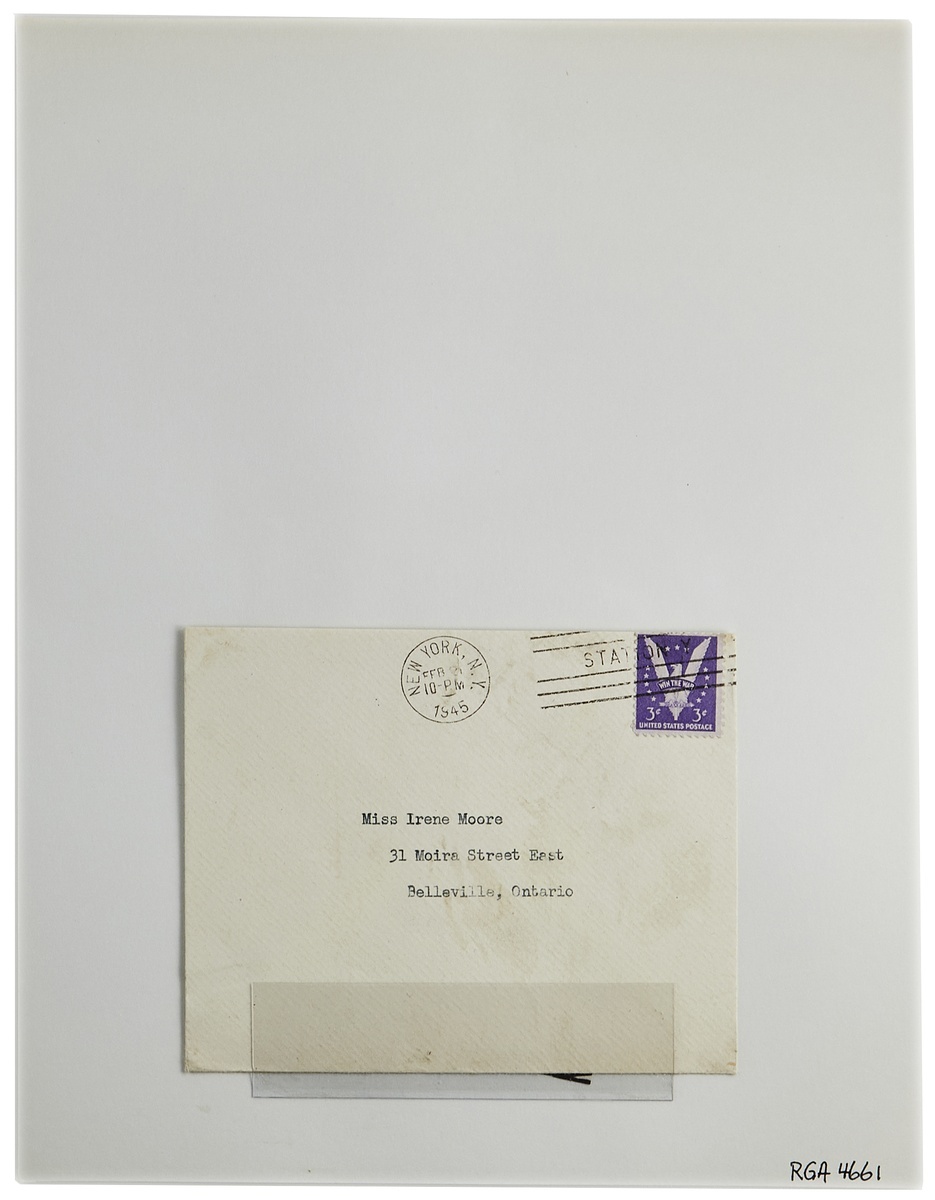 NEW YORK, N.Y.
FEB
10-PM
1945
STATION Y
WIN THE WAR
3¢ 3¢
UNITED STATES POSTAGE
Miss Irene Moore
31 Moira Street East
Belleville, Ontario
RGA 4661